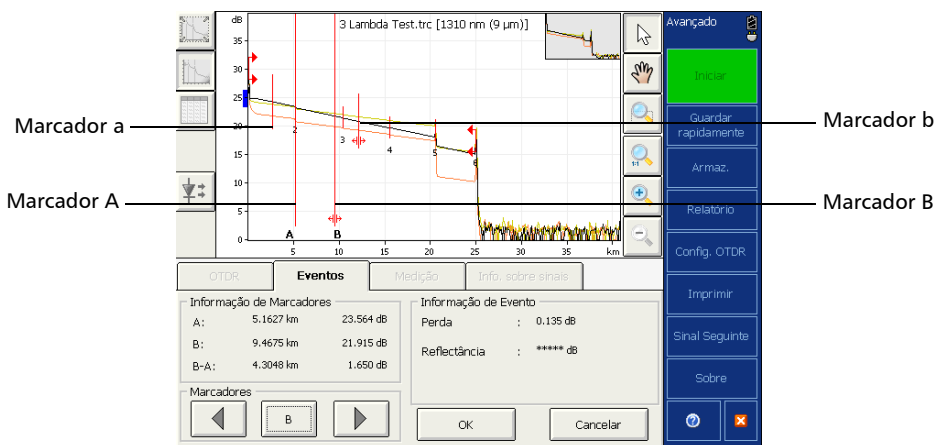 dB
3 Lambda Test.trc [1310 nm (9 µm)]
35
30
25
20
15
10
5
0
2
3
4
5
6
A
B
5
10
15
20
25
30
35
km
Marcador a
Marcador A
Marcador b
Marcador B
1:1
OTDR
Eventos
Medição
Info. sobre sinais
Informação de Marcadores
A: 5.1627 km 23.564 dB
B: 9.4675 km 21.915 dB
B-A: 4.3048 km 1.650 dB
Marcadores
B
Informação de Evento
Perda : 0.135 dB
Reflectância : ***** dB
OK
Cancelar
Avançado
Iniciar
Guardar
rapidamente
Armaz.
Relatório
Config. OTDR
Imprimir
Sinal Seguinte
Sobre
?